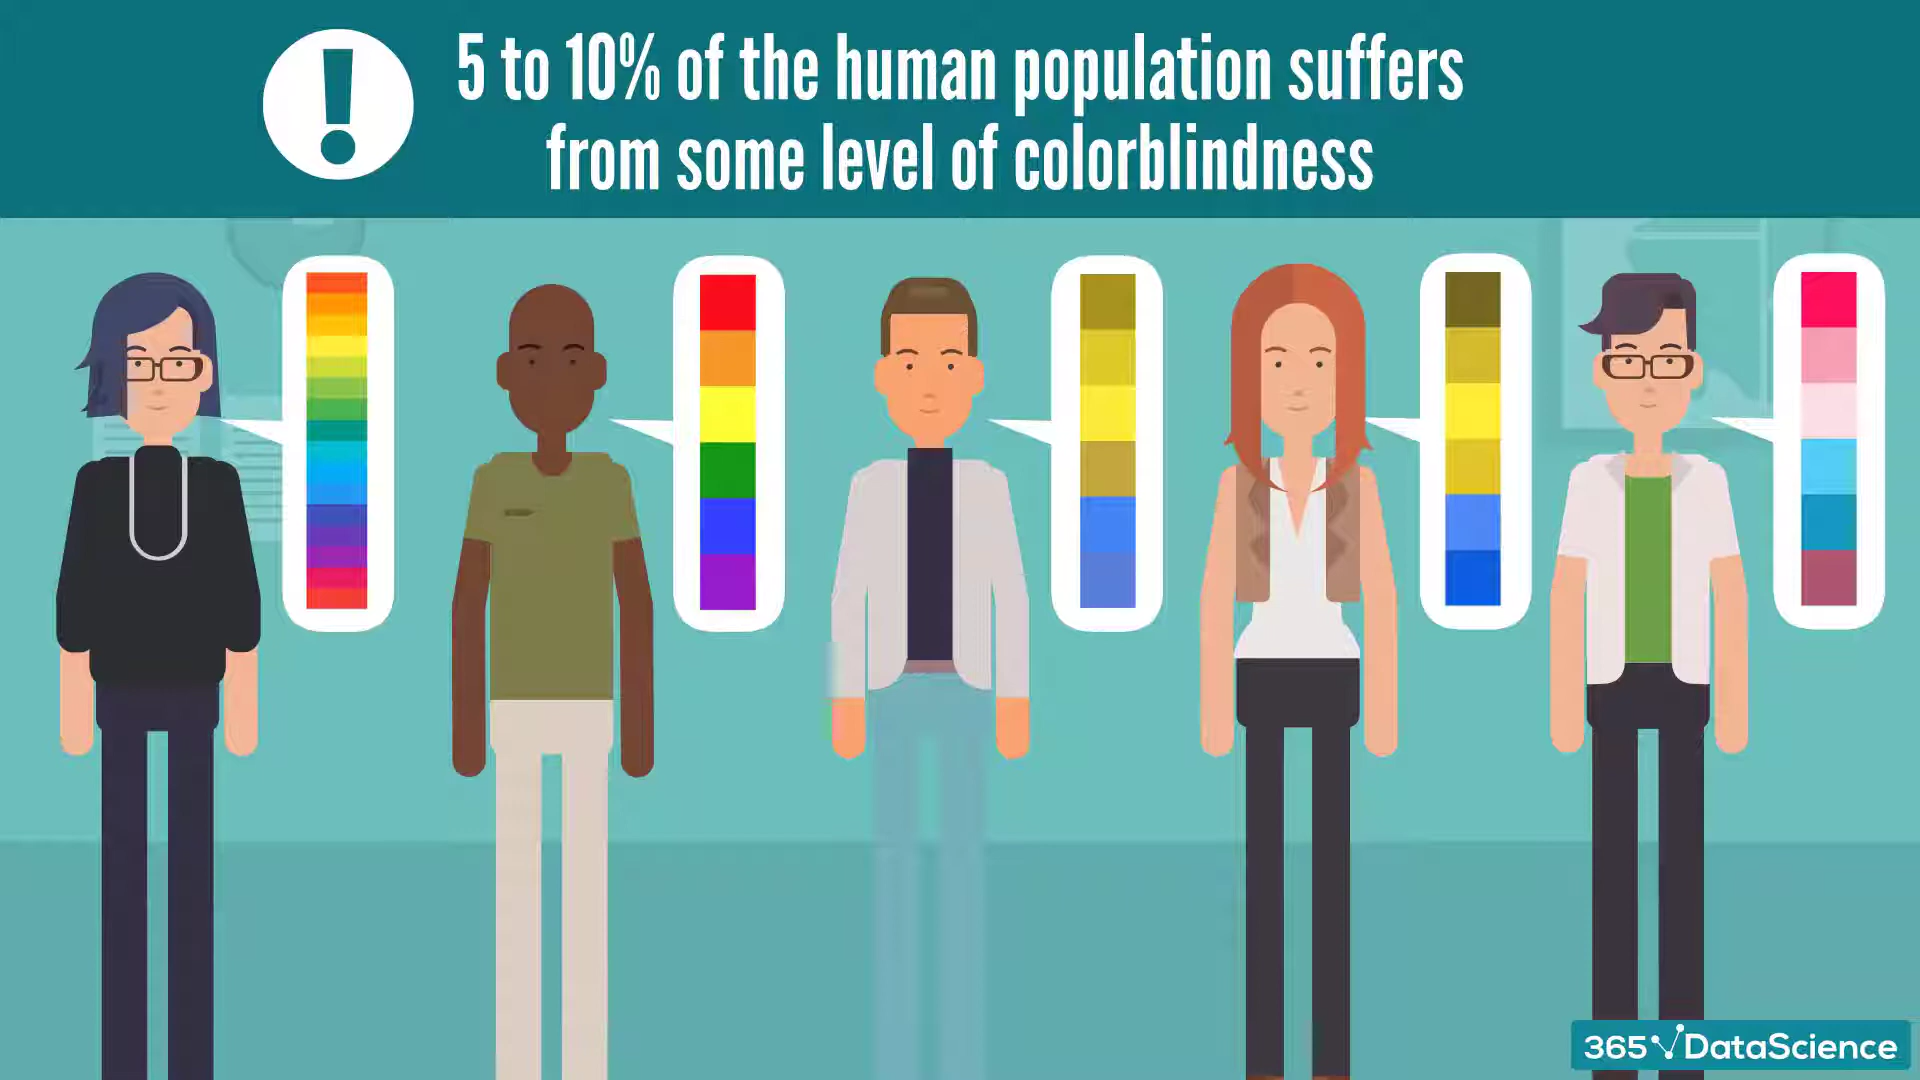 5 to 10% of the human population suffers
from some level of colorblindness
365 DataScience